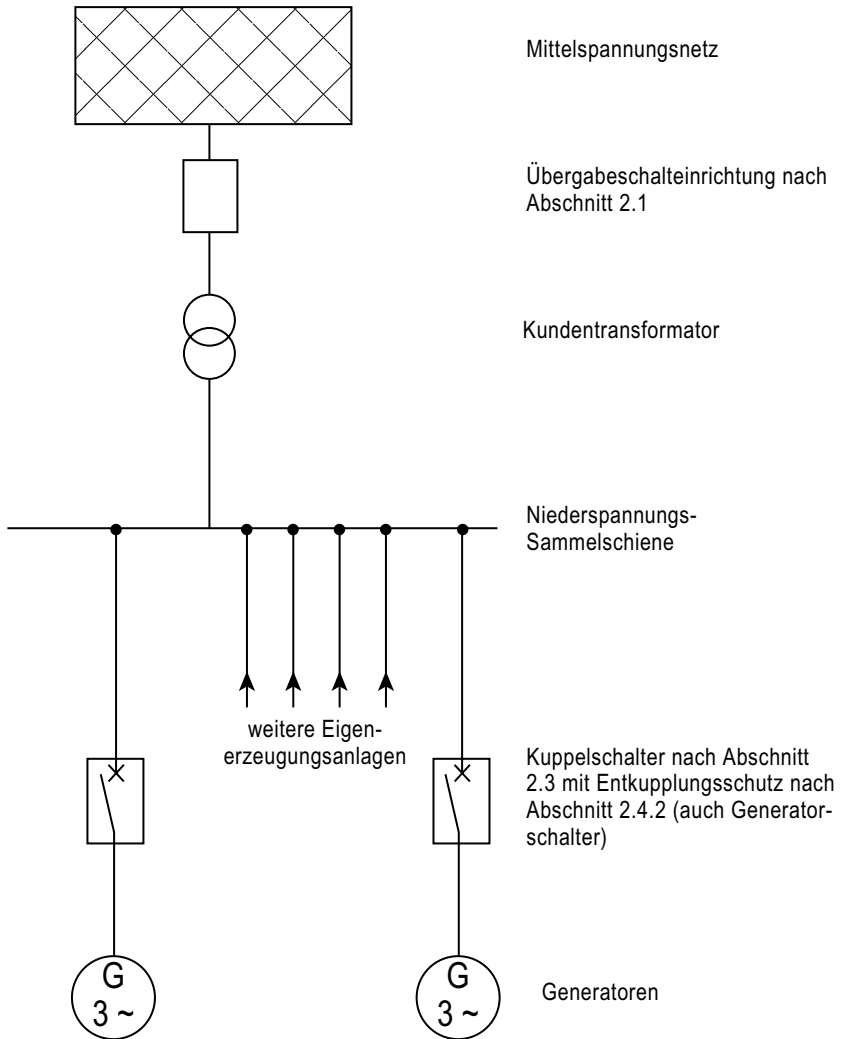 Mittelspannungsnetz
Übergabeschalteinrichtung nach
Abschnitt 2.1
Kundentransformator
Niederspannungs-
Sammelschiene
weitere Eigen-
erzeugungsanlagen
Kuppelschalter nach Abschnitt
2.3 mit Entkupplungsschutz nach
Abschnitt 2.4.2 (auch Generator-
schalter)
G
3 ~
G
3 ~
Generatoren